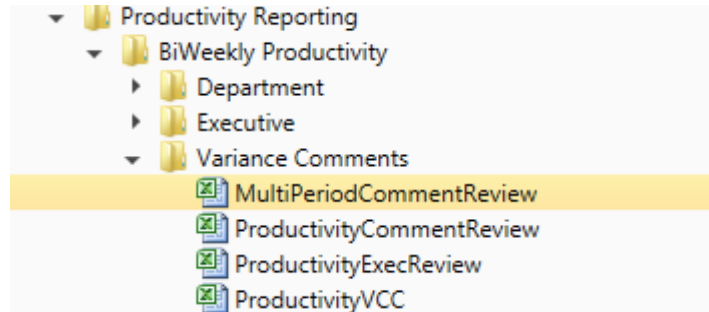 Productivity Reporting
BiWeekly Productivity
Department
Executive
Variance Comments
MultiPeriodCommentReview
ProductivityCommentReview
ProductivityExecReview
ProductivityVCC